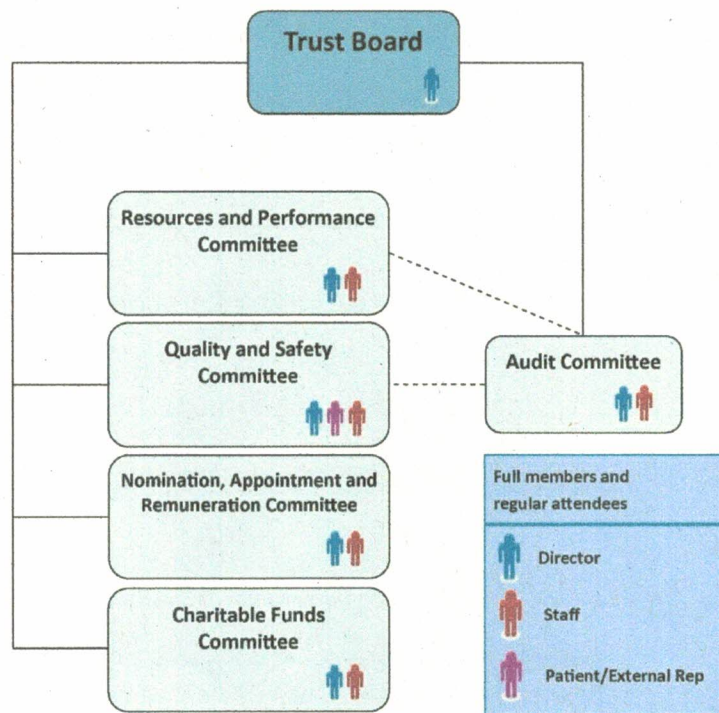 Trust Board
Resources and Performance
Committee
Quality and Safety
Committee
Audit Committee
Nomination, Appointment and
Remuneration Committee
Charitable Funds
Committee
Full members and
regular attendees
Director
Staff
Patient/External Rep